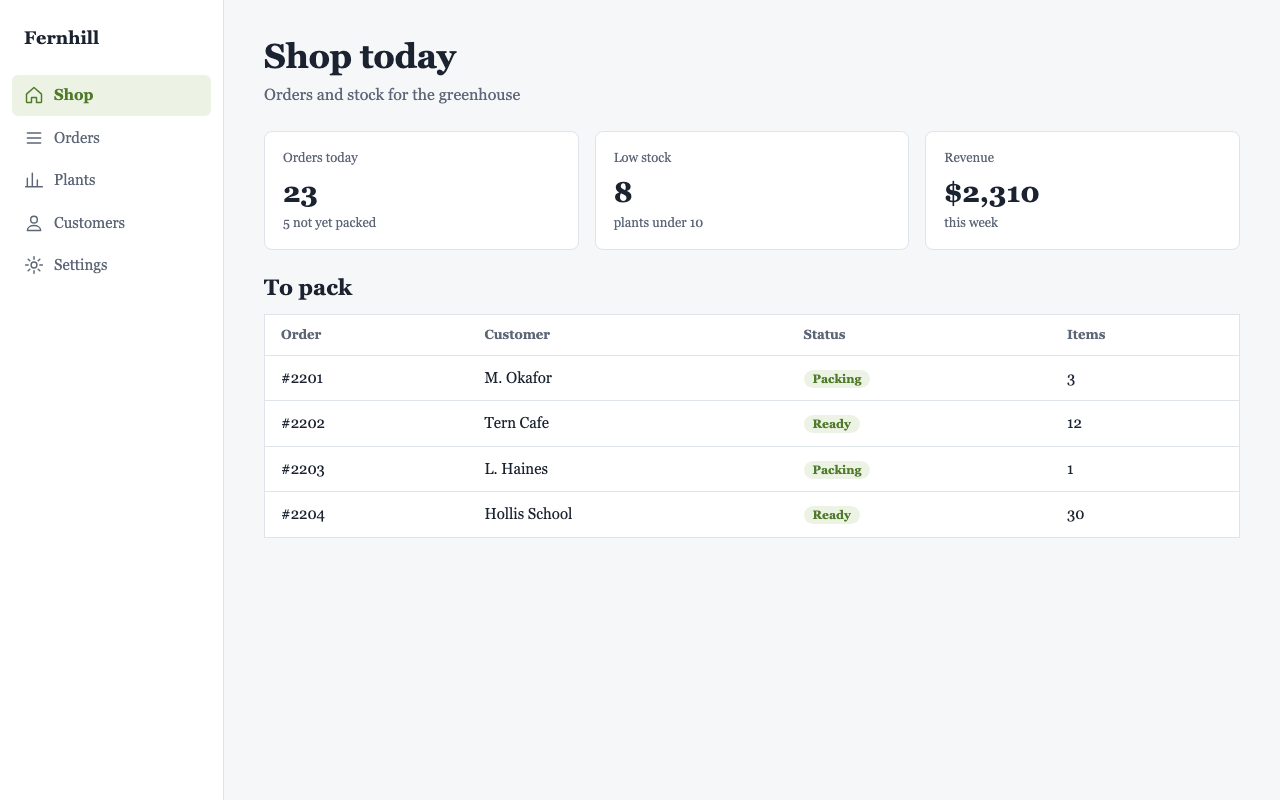 Fernhill
Shop
Orders
Plants
Customers
Settings
Shop today
Orders and stock for the greenhouse
Orders today
23
5 not yet packed
Low stock
8
plants under 10
Revenue
$2,310
this week
To pack
Order Customer Status Items
#2201 M. Okafor Packing 3
#2202 Tern Cafe Ready 12
#2203 L. Haines Packing 1
#2204 Hollis School Ready 30